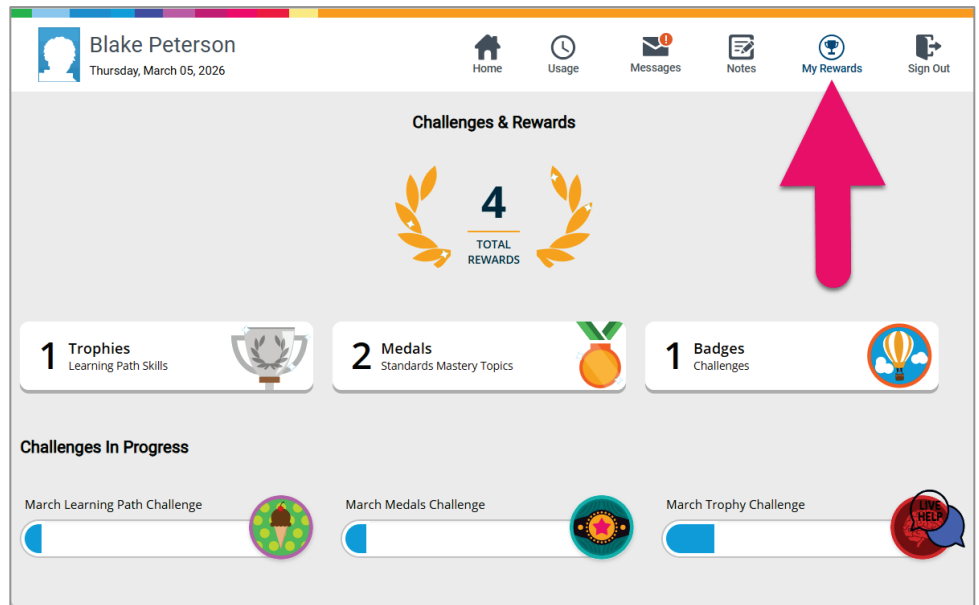 Blake Peterson
Thursday, March 05, 2026
Home
Usage
Messages
Notes
My Rewards
Sign Out
Challenges & Rewards
4
TOTAL
REWARDS
1
Trophies
Learning Path Skills
2
Medals
Standards Mastery Topics
1
Badges
Challenges
Challenges In Progress
March Learning Path Challenge
March Medals Challenge
March Trophy Challenge
LIVE
HELP